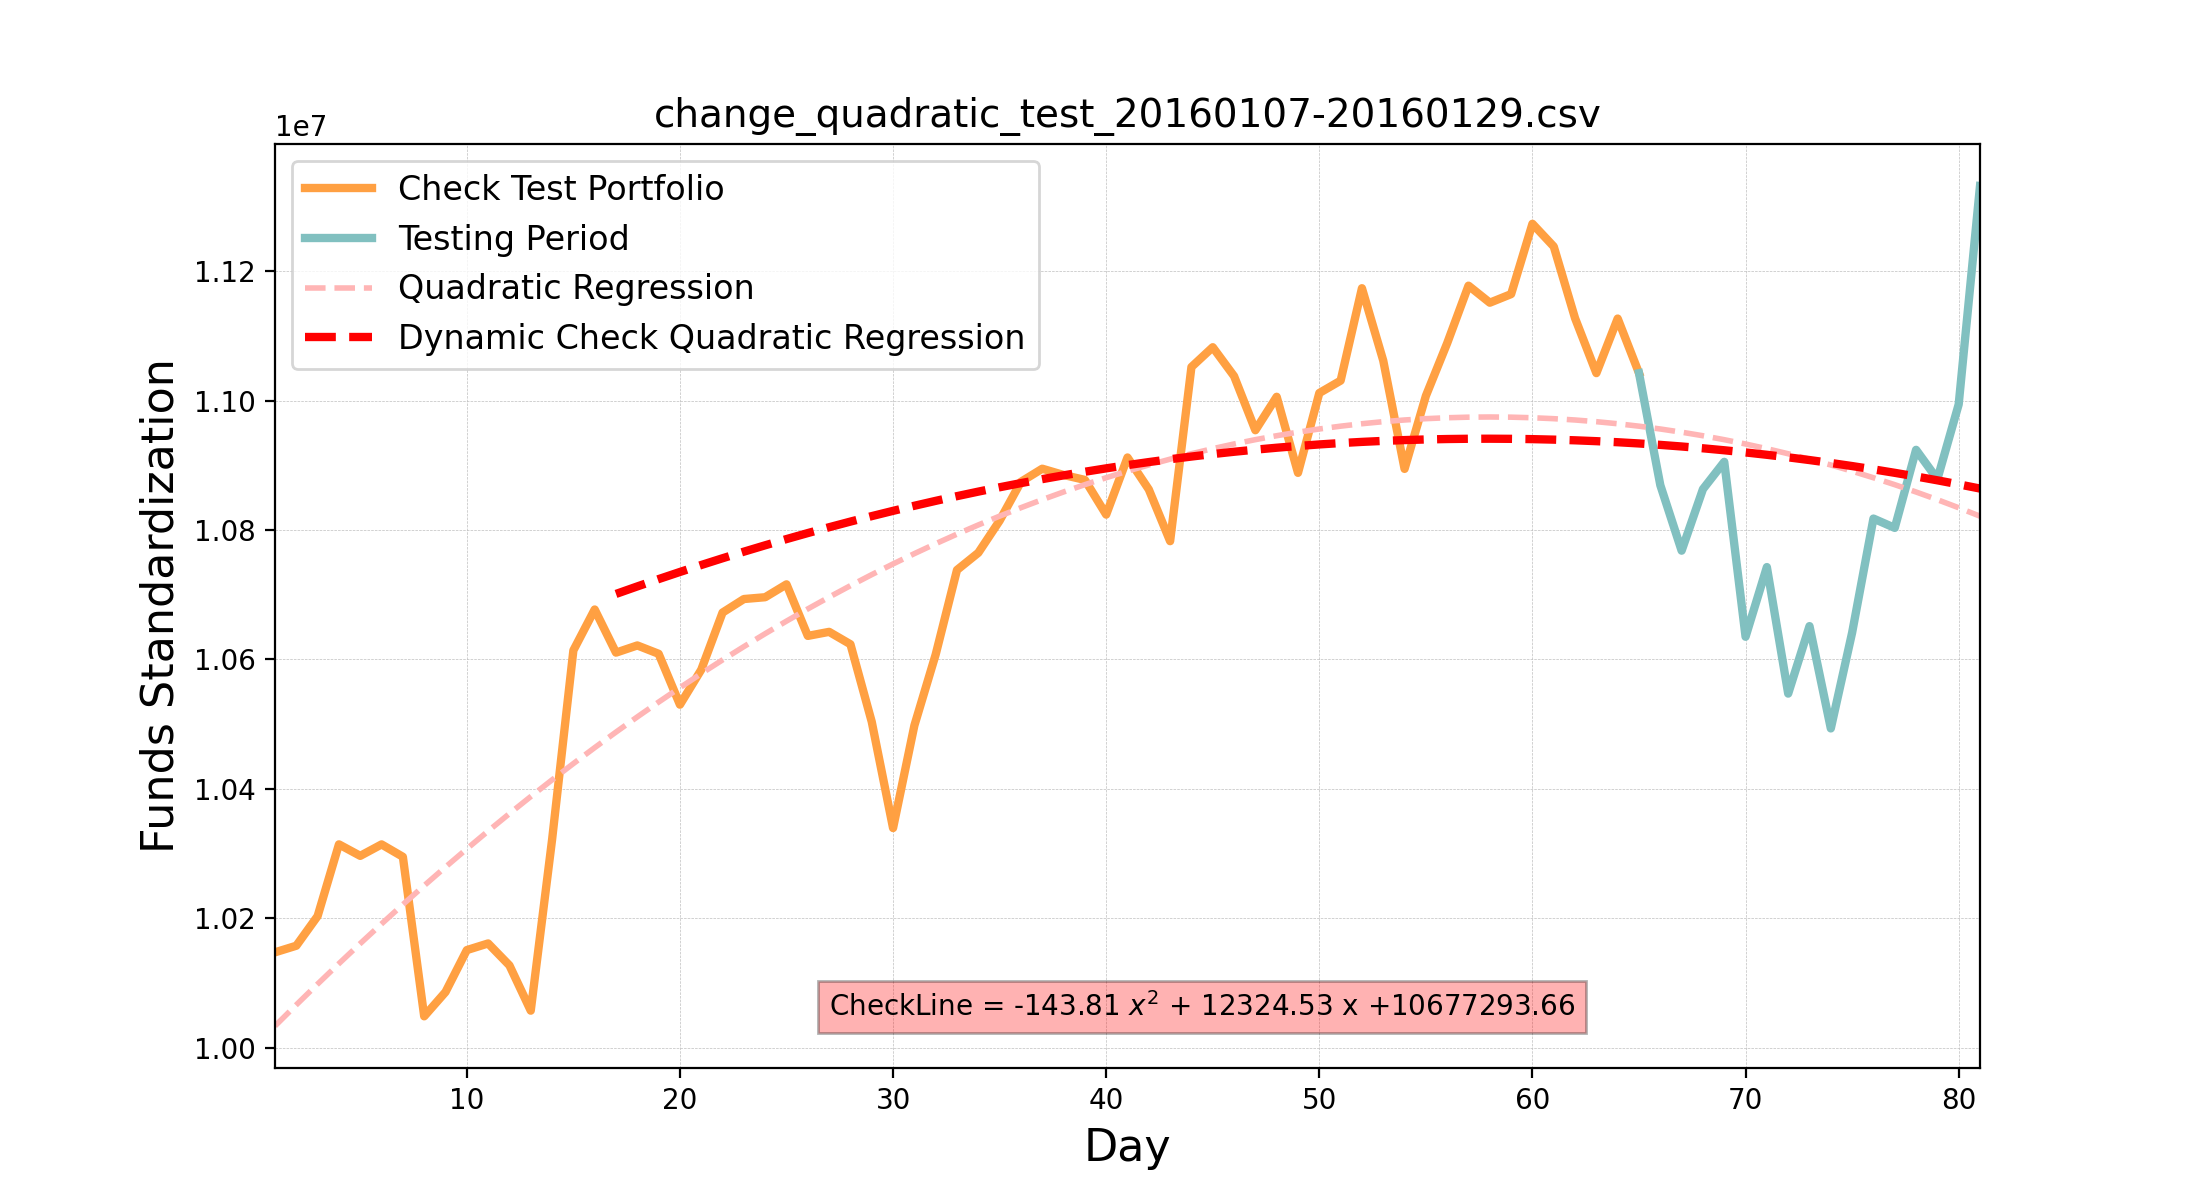 change_quadratic_test_20160107-20160129.csv
1e7
Check Test Portfolio
Testing Period
Quadratic Regression
Dynamic Check Quadratic Regression
1.12
1.10
1.08
1.06
1.04
1.02
1.00
Funds Standardization
CheckLine = -143.81 x² + 12324.53 x +10677293.66
10 20 30 40 50 60 70 80
Day